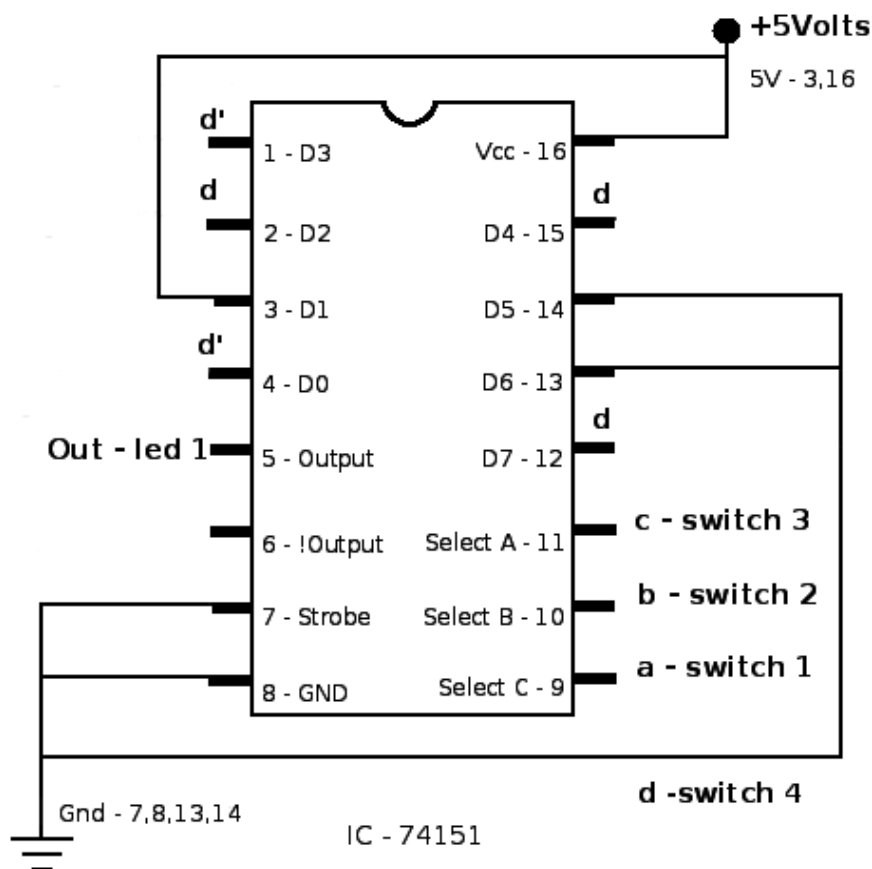 +5Volts
5V - 3,16
d'
1 - D3
Vcc - 16
d
d
2 - D2
D4 - 15
3 - D1
D5 - 14
d'
4 - D0
D6 - 13
d
Out - led 1
5 - Output
D7 - 12
c - switch 3
6 - !Output
Select A - 11
b - switch 2
7 - Strobe
Select B - 10
a - switch 1
8 - GND
Select C - 9
d -switch 4
Gnd - 7,8,13,14
IC - 74151